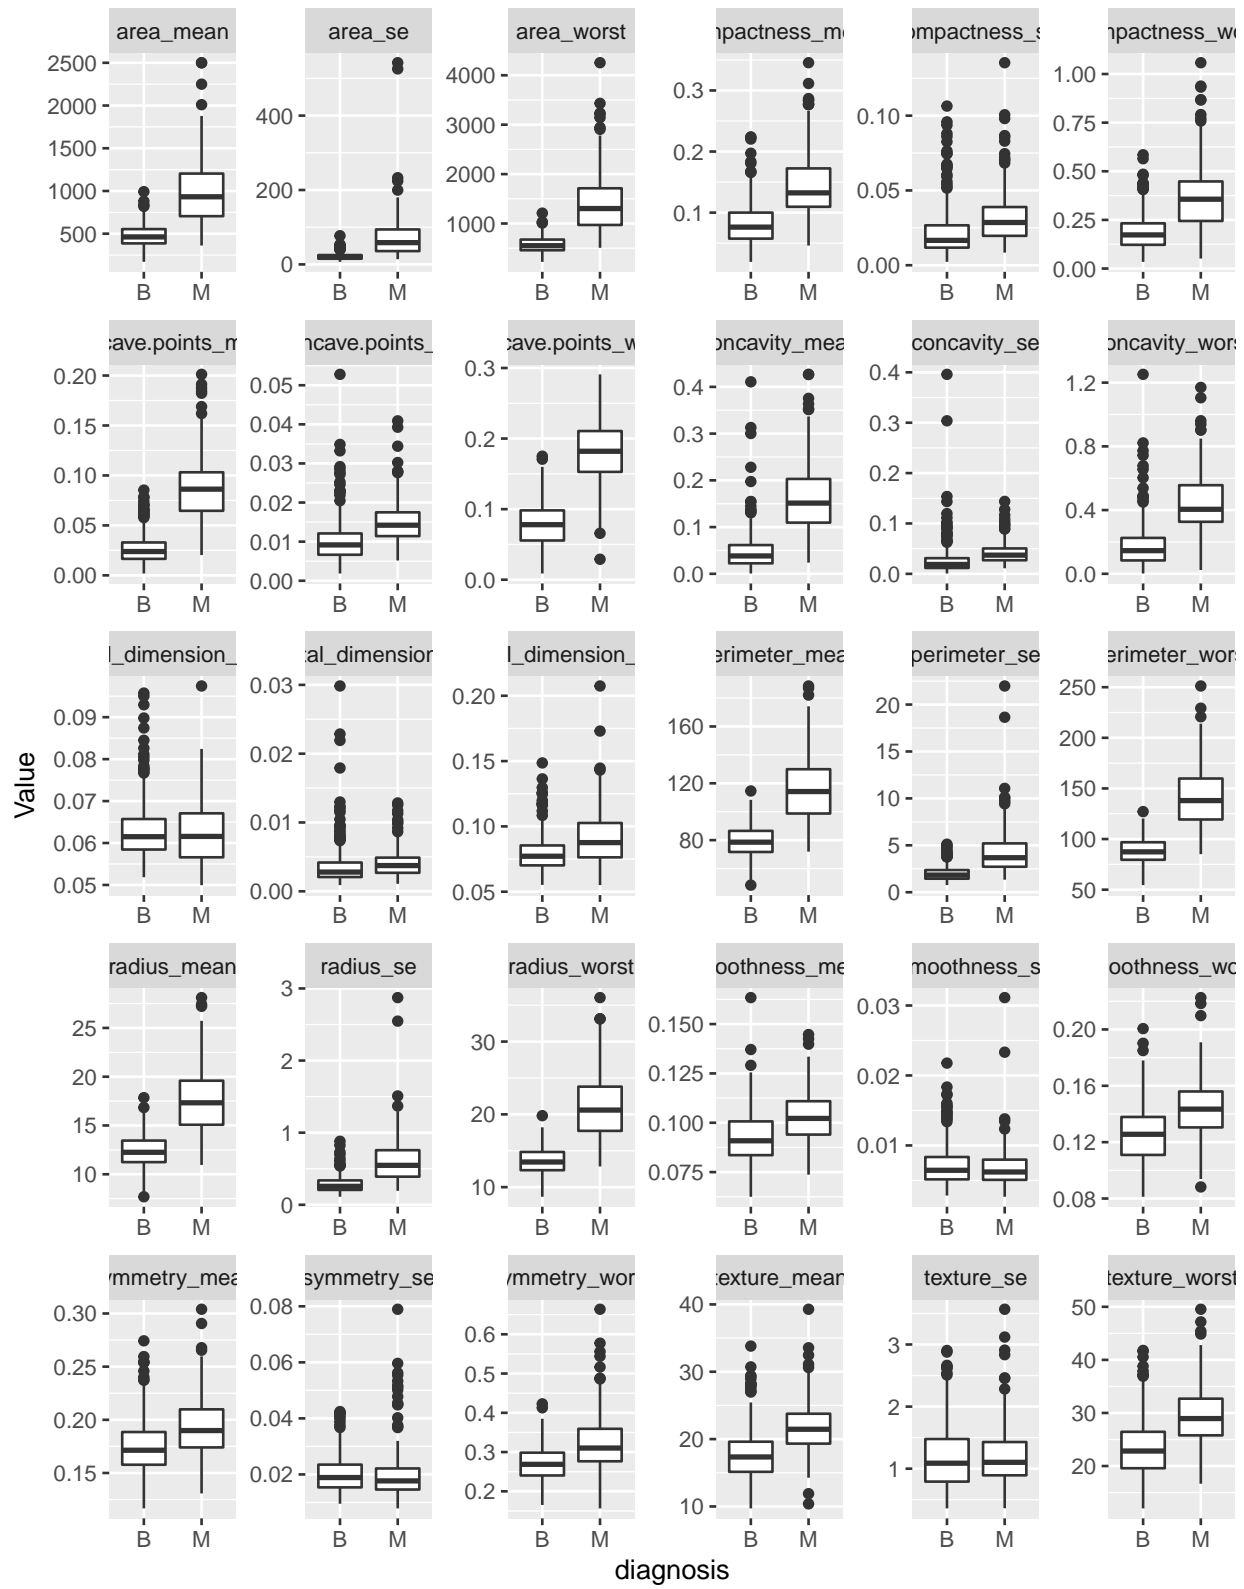 area_mean area_se area_worst mpactness_me ompactness_s npactness_wo
2500 2000 1500 1000 500
400 200 0
4000 3000 2000 1000
0.3 0.2 0.1
0.10 0.05 0.00
1.00 0.75 0.50 0.25 0.00
B M B M B M B M B M B M
cave.points_m ncave.points_ cave.points_w oncavity_mea concavity_se oncavity_wors
0.20 0.15 0.10 0.05 0.00
0.05 0.04 0.03 0.02 0.01 0.00
0.3 0.2 0.1 0.0
0.4 0.3 0.2 0.1 0.0
0.4 0.3 0.2 0.1 0.0
1.2 0.8 0.4 0.0
B M B M B M B M B M B M
l_dimension_ tal_dimension l_dimension_ erimeter_mea perimeter_se erimeter_wors
0.09 0.08 0.07 0.06 0.05
0.03 0.02 0.01 0.00
0.20 0.15 0.10 0.05
160 120 80
20 15 10 5 0
250 200 150 100 50
B M B M B M B M B M B M
Value
radius_mean radius_se radius_worst oothness_me moothness_s oothness_wo
25 20 15 10
3 2 1 0
30 20 10
0.150 0.125 0.100 0.075
0.03 0.02 0.01
0.20 0.16 0.12 0.08
B M B M B M B M B M B M
ymmetry_mea symmetry_se ymmetry_wor texture_mean texture_se texture_worst
0.30 0.25 0.20 0.15
0.08 0.06 0.04 0.02
0.6 0.5 0.4 0.3 0.2
40 30 20 10
3 2 1
50 40 30 20
B M B M B M B M B M B M
diagnosis